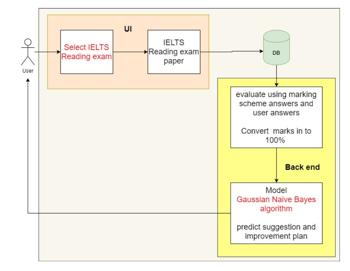 UI
Select IELTS
Reading exam
IELTS
Reading exam
paper
User
DB
evaluate using marking
scheme answers and
user answers
Convert marks in to
100%
Back end
Model
Gaussian Naive Bayes
algorithm
predict suggestion and
improvement plan